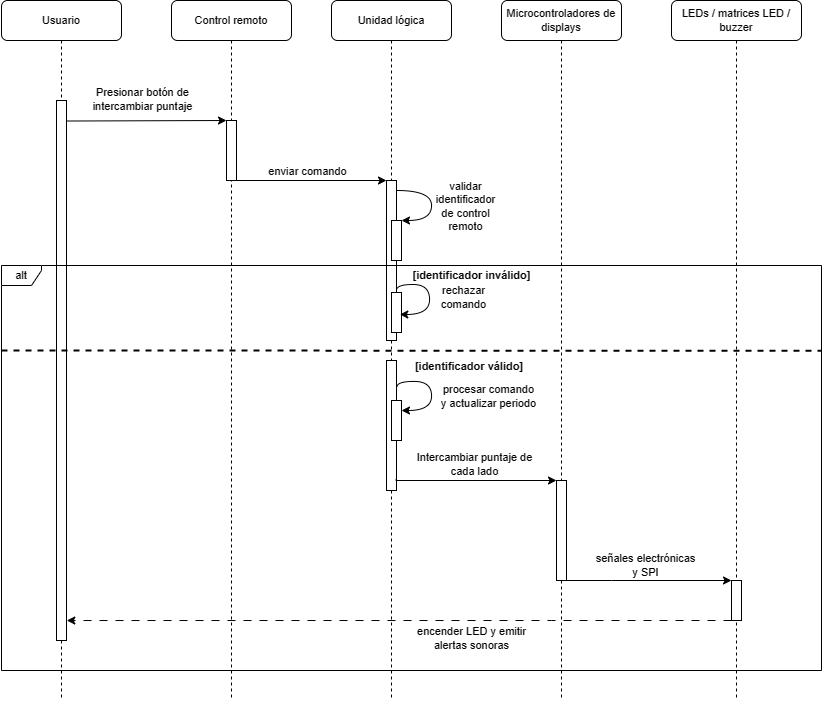 Usuario
Control remoto
Unidad lógica
Microcontroladores de
displays
LEDs / matrices LED /
buzzer
Presionar botón de
intercambiar puntaje
enviar comando
validar
identificador
de control
remoto
alt
[identificador inválido]
rechazar
comando
[identificador válido]
procesar comando
y actualizar periodo
Intercambiar puntaje de
cada lado
señales electrónicas
y SPI
encender LED y emitir
alertas sonoras